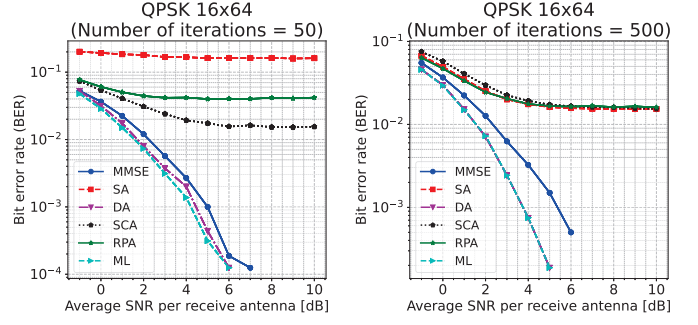 QPSK 16x64
(Number of iterations = 50)
Bit error rate (BER)
10⁻¹
10⁻²
10⁻³
10⁻⁴
MMSE
SA
DA
SCA
RPA
ML
0 2 4 6 8 10
Average SNR per receive antenna [dB]
QPSK 16x64
(Number of iterations = 500)
Bit error rate (BER)
10⁻¹
10⁻²
10⁻³
MMSE
SA
DA
SCA
RPA
ML
0 2 4 6 8 10
Average SNR per receive antenna [dB]